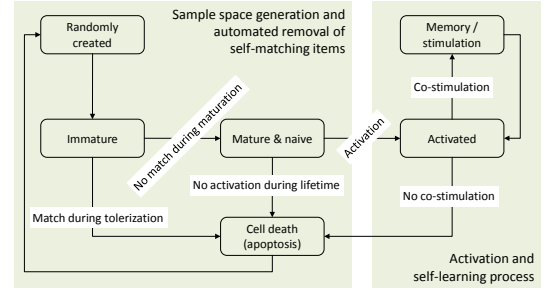 Sample space generation and
automated removal of
self-matching items
Randomly
created
Memory /
stimulation
Co-stimulation
No match during maturation
Activation
Immature
Mature & naive
Activated
No activation during lifetime
No co-stimulation
Match during tolerization
Cell death
(apoptosis)
Activation and
self-learning process